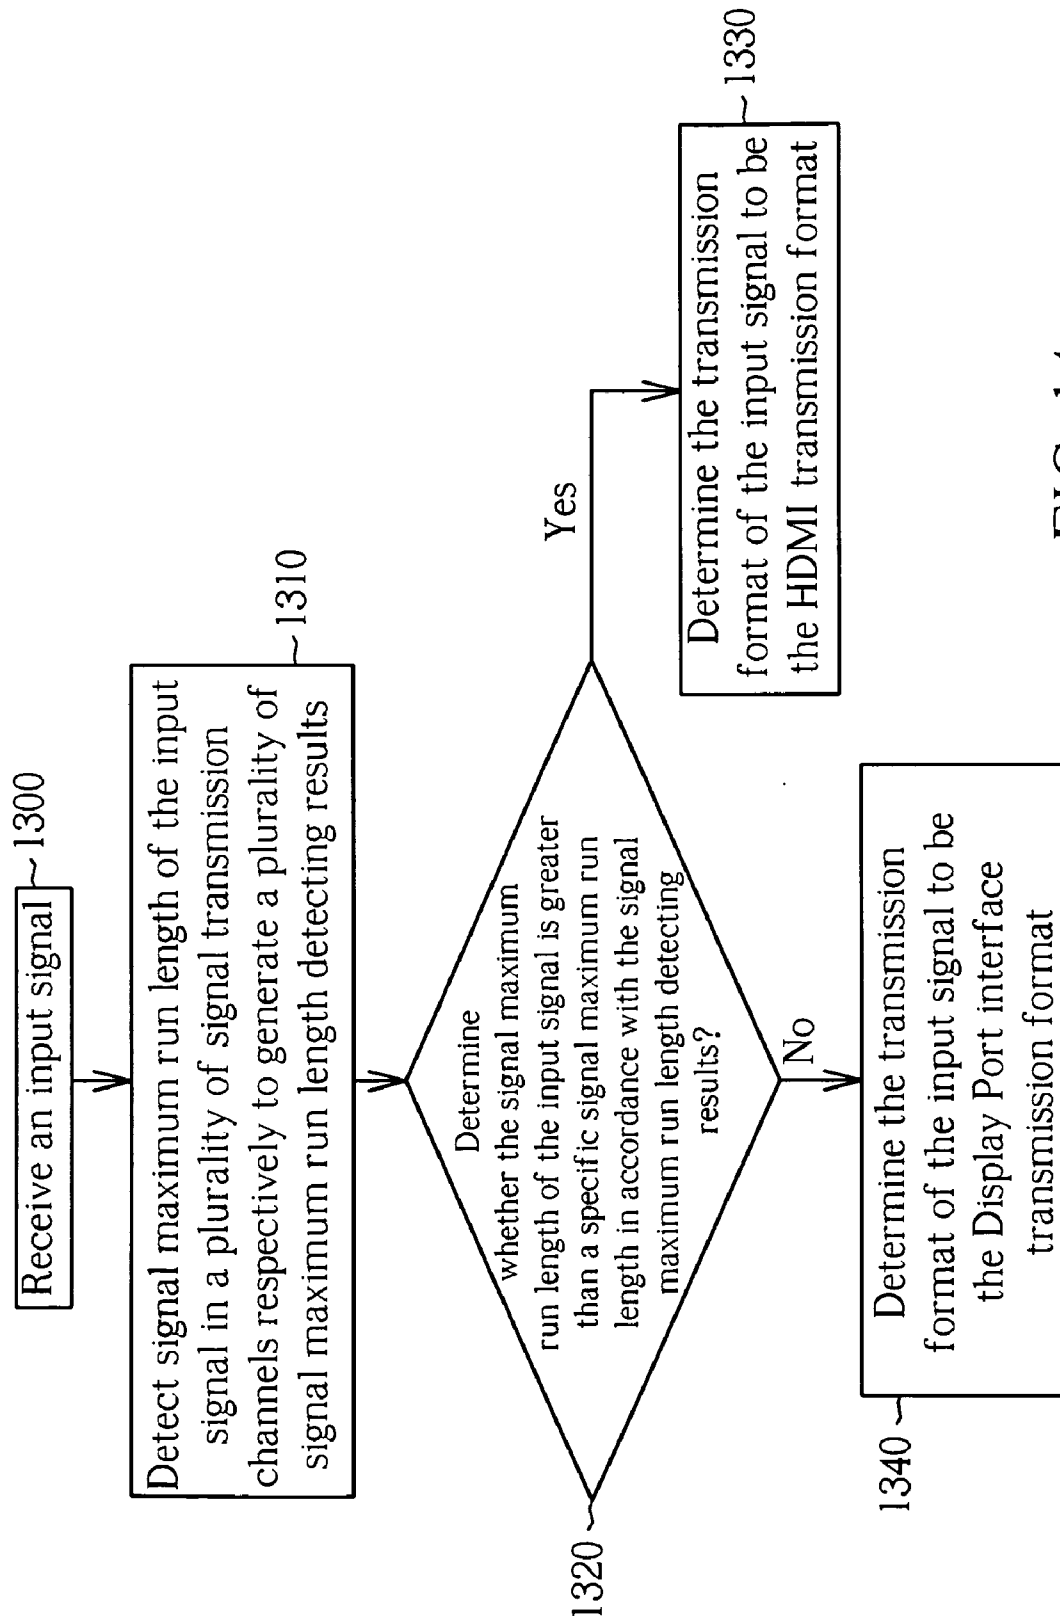 Receive an input signal
1300
Detect signal maximum run length of the input
signal in a plurality of signal transmission
channels respectively to generate a plurality of
signal maximum run length detecting results
1310
Determine
whether the signal maximum
run length of the input signal is greater
than a specific signal maximum run
length in accordance with the signal
maximum run length detecting
results?
1320
Yes
Determine the transmission
format of the input signal to be
the HDMI transmission format
1330
No
Determine the transmission
format of the input signal to be
the Display Port interface
transmission format
1340